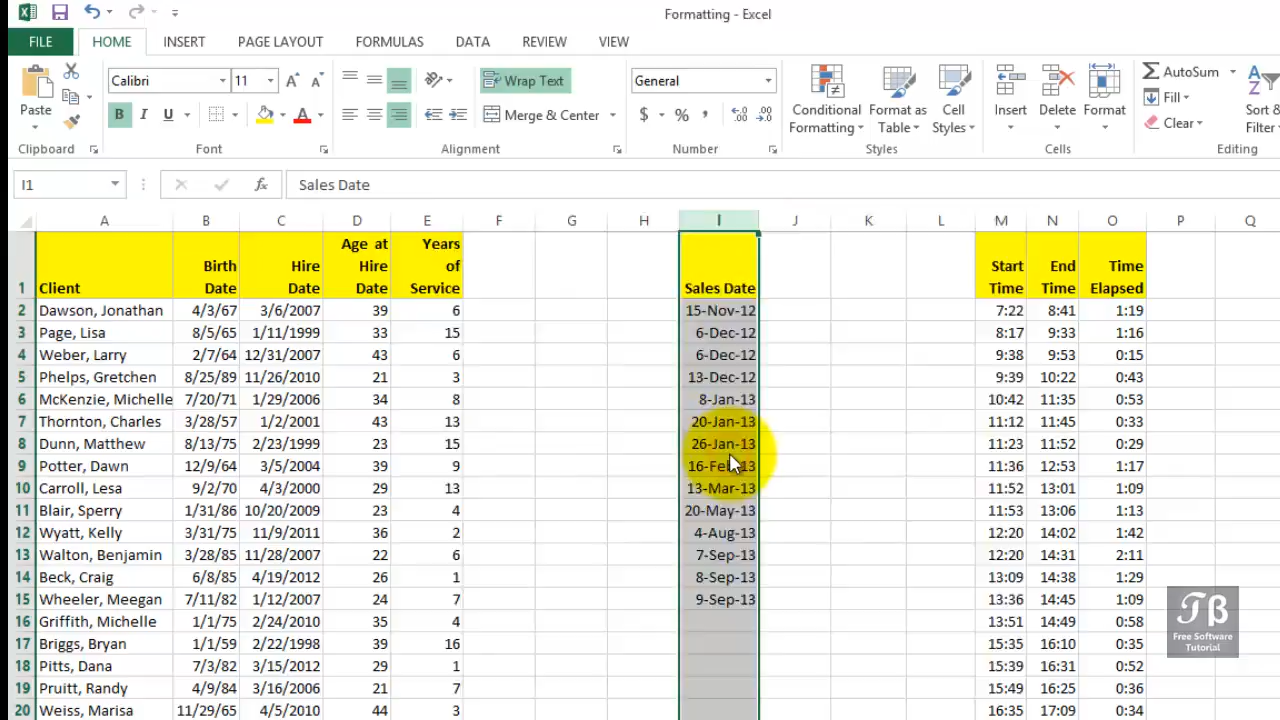 Formatting - Excel
FILE HOME INSERT PAGE LAYOUT FORMULAS DATA REVIEW VIEW
Calibri 11 A A Wrap Text General AutoSum
Paste B I U A Merge & Center $ % , Conditional Formatting Format as Table Cell Styles Insert Delete Format Fill Clear Sort & Filter
Clipboard Font Alignment Number Styles Cells Editing
I1 fx Sales Date
A B C D E F G H I J K L M N O P Q
1 Client Birth Date Hire Date Age at Hire Date Years of Service Sales Date Start Time End Time Time Elapsed
2 Dawson, Jonathan 4/3/67 3/6/2007 39 6 15-Nov-12 7:22 8:41 1:19
3 Page, Lisa 8/5/65 1/11/1999 33 15 6-Dec-12 8:17 9:33 1:16
4 Weber, Larry 2/7/64 12/31/2007 43 6 6-Dec-12 9:38 9:53 0:15
5 Phelps, Gretchen 8/25/89 11/26/2010 21 3 13-Dec-12 9:39 10:22 0:43
6 McKenzie, Michelle 7/20/71 1/29/2006 34 8 8-Jan-13 10:42 11:35 0:53
7 Thornton, Charles 3/28/57 1/2/2001 43 13 20-Jan-13 11:12 11:45 0:33
8 Dunn, Matthew 8/13/75 2/23/1999 23 15 26-Jan-13 11:23 11:52 0:29
9 Potter, Dawn 12/9/64 3/5/2004 39 9 16-Feb-13 11:36 12:53 1:17
10 Carroll, Lesa 9/2/70 4/3/2000 29 13 13-Mar-13 11:52 13:01 1:09
11 Blair, Sperry 1/31/86 10/20/2009 23 4 20-May-13 11:53 13:06 1:13
12 Wyatt, Kelly 3/31/75 11/9/2011 36 2 4-Aug-13 12:20 14:02 1:42
13 Walton, Benjamin 3/28/85 11/28/2007 22 6 7-Sep-13 12:20 14:31 2:11
14 Beck, Craig 6/8/85 4/19/2012 26 1 8-Sep-13 13:09 14:38 1:29
15 Wheeler, Meegan 7/11/82 1/12/2007 24 7 9-Sep-13 13:36 14:45 1:09
16 Griffith, Michelle 1/1/75 2/24/2010 35 4 13:51 14:49 0:58
17 Briggs, Bryan 1/1/59 2/22/1998 39 16 15:35 16:10 0:35
18 Pitts, Dana 7/3/82 3/15/2012 29 1 15:39 16:31 0:52
19 Pruitt, Randy 4/9/84 3/16/2006 21 7 15:49 16:25 0:36
20 Weiss, Marisa 11/29/65 4/5/2010 44 3 16:35 17:09 0:34
Free Software
Tutorial